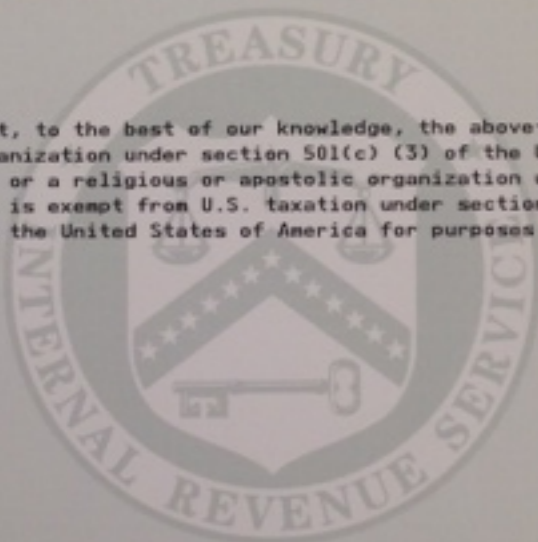 TREASURY
t, to the best of our knowledge, the above
anization under section 501(c) (3) of the
or a religious or apostolic organization
is exempt from U.S. taxation under section
the United States of America for purposes
INTERNAL REVENUE SERVICE